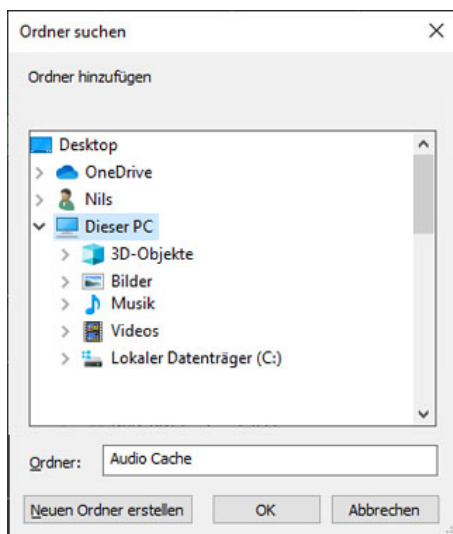 Ordner suchen
Ordner hinzufügen
Desktop
OneDrive
Nils
Dieser PC
3D-Objekte
Bilder
Musik
Videos
Lokaler Datenträger (C:)
Ordner: Audio Cache
Neuen Ordner erstellen OK Abbrechen